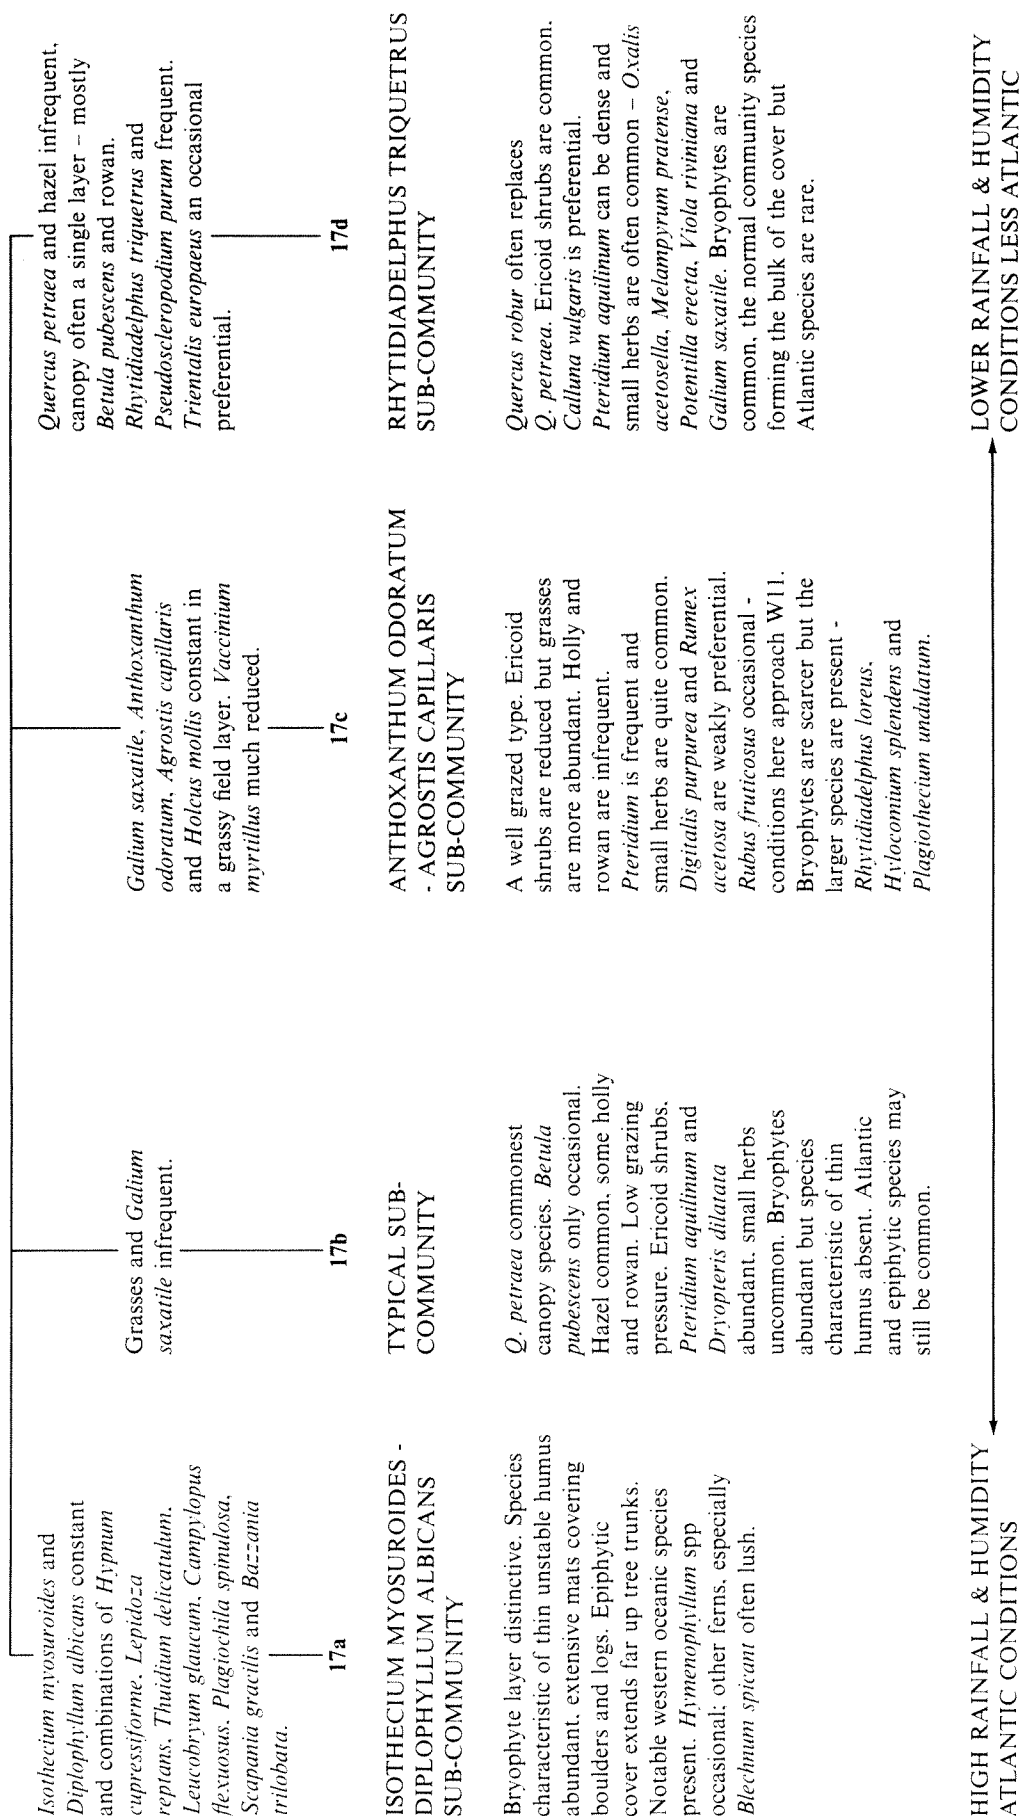 Isothecium myosuroides and
Diplophyllum albicans constant
and combinations of Hypnum
cupressiforme, Lepidoza
reptans, Thuidium delicatulum,
Leucobryum glaucum, Campylopus
flexuosus, Plagiochila spinulosa,
Scapania gracilis and Bazzania
trilobata.
17a
ISOTHECIUM MYOSUROIDES -
DIPLOPHYLLUM ALBICANS
SUB-COMMUNITY
Bryophyte layer distinctive. Species
characteristic of thin unstable humus
abundant, extensive mats covering
boulders and logs. Epiphytic
cover extends far up tree trunks.
Notable western oceanic species
present. Hymenophyllum spp
occasional; other ferns, especially
Blechnum spicant often lush.
Grasses and Galium
saxatile infrequent.
17b
TYPICAL SUB-
COMMUNITY
Q. petraea commonest
canopy species. Betula
pubescens only occasional.
Hazel common, some holly
and rowan. Low grazing
pressure. Ericoid shrubs.
Pteridium aquilinum and
Dryopteris dilatata
abundant, small herbs
uncommon. Bryophytes
abundant but species
characteristic of thin
humus absent. Atlantic
and epiphytic species may
still be common.
Galium saxatile, Anthoxanthum
odoratum, Agrostis capillaris
and Holcus mollis constant in
a grassy field layer. Vaccinium
myrtillus much reduced.
17c
ANTHOXANTHUM ODORATUM
- AGROSTIS CAPILLARIS
SUB-COMMUNITY
A well grazed type. Ericoid
shrubs are reduced but grasses
are more abundant. Holly and
rowan are infrequent.
Pteridium is frequent and
small herbs are quite common.
Digitalis purpurea and Rumex
acetosa are weakly preferential.
Rubus fruticosus occasional -
conditions here approach W11.
Bryophytes are scarcer but the
larger species are present -
Rhytidiadelphus loreus,
Hylocomium splendens and
Plagiothecium undulatum.
Quercus petraea and hazel infrequent,
canopy often a single layer – mostly
Betula pubescens and rowan.
Rhytidiadelphus triquetrus and
Pseudoscleropodium purum frequent.
Trientalis europaeus an occasional
preferential.
17d
RHYTIDIADELPHUS TRIQUETRUS
SUB-COMMUNITY
Quercus robur often replaces
Q. petraea. Ericoid shrubs are common.
Calluna vulgaris is preferential.
Pteridium aquilinum can be dense and
small herbs are often common – Oxalis
acetosella, Melampyrum pratense,
Potentilla erecta, Viola riviniana and
Galium saxatile. Bryophytes are
common, the normal community species
forming the bulk of the cover but
Atlantic species are rare.
HIGH RAINFALL & HUMIDITY
ATLANTIC CONDITIONS
LOWER RAINFALL & HUMIDITY
CONDITIONS LESS ATLANTIC